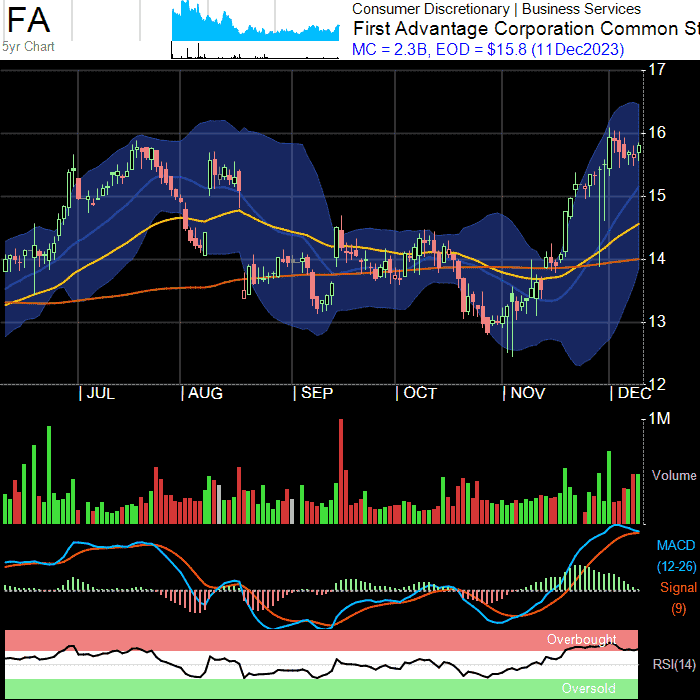 FA
5yr Chart
Consumer Discretionary | Business Services
First Advantage Corporation Common St
MC = 2.3B, EOD = $15.8 (11Dec2023)
17
16
15
14
13
12
| JUL | AUG | SEP | OCT | NOV | DEC
1M
Volume
MACD
(12-26)
Signal
(9)
Overbought
RSI(14)
Oversold